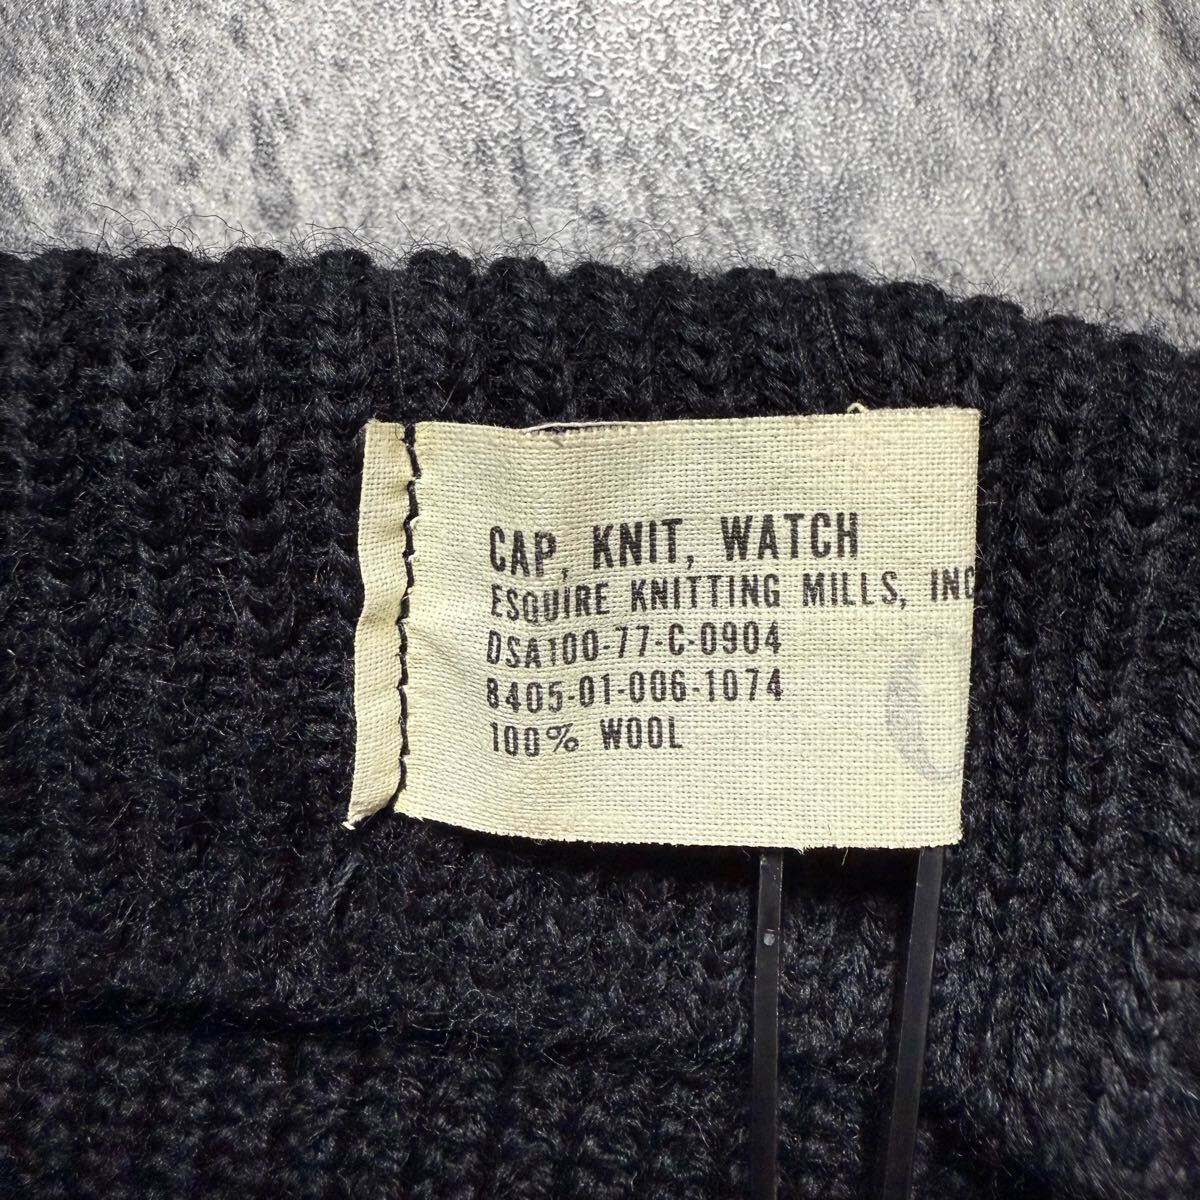 CAP, KNIT, WATCH
ESQUIRE KNITTING MILLS, INC
DSA100-77-C-0904
8405-01-006-1074
100% WOOL